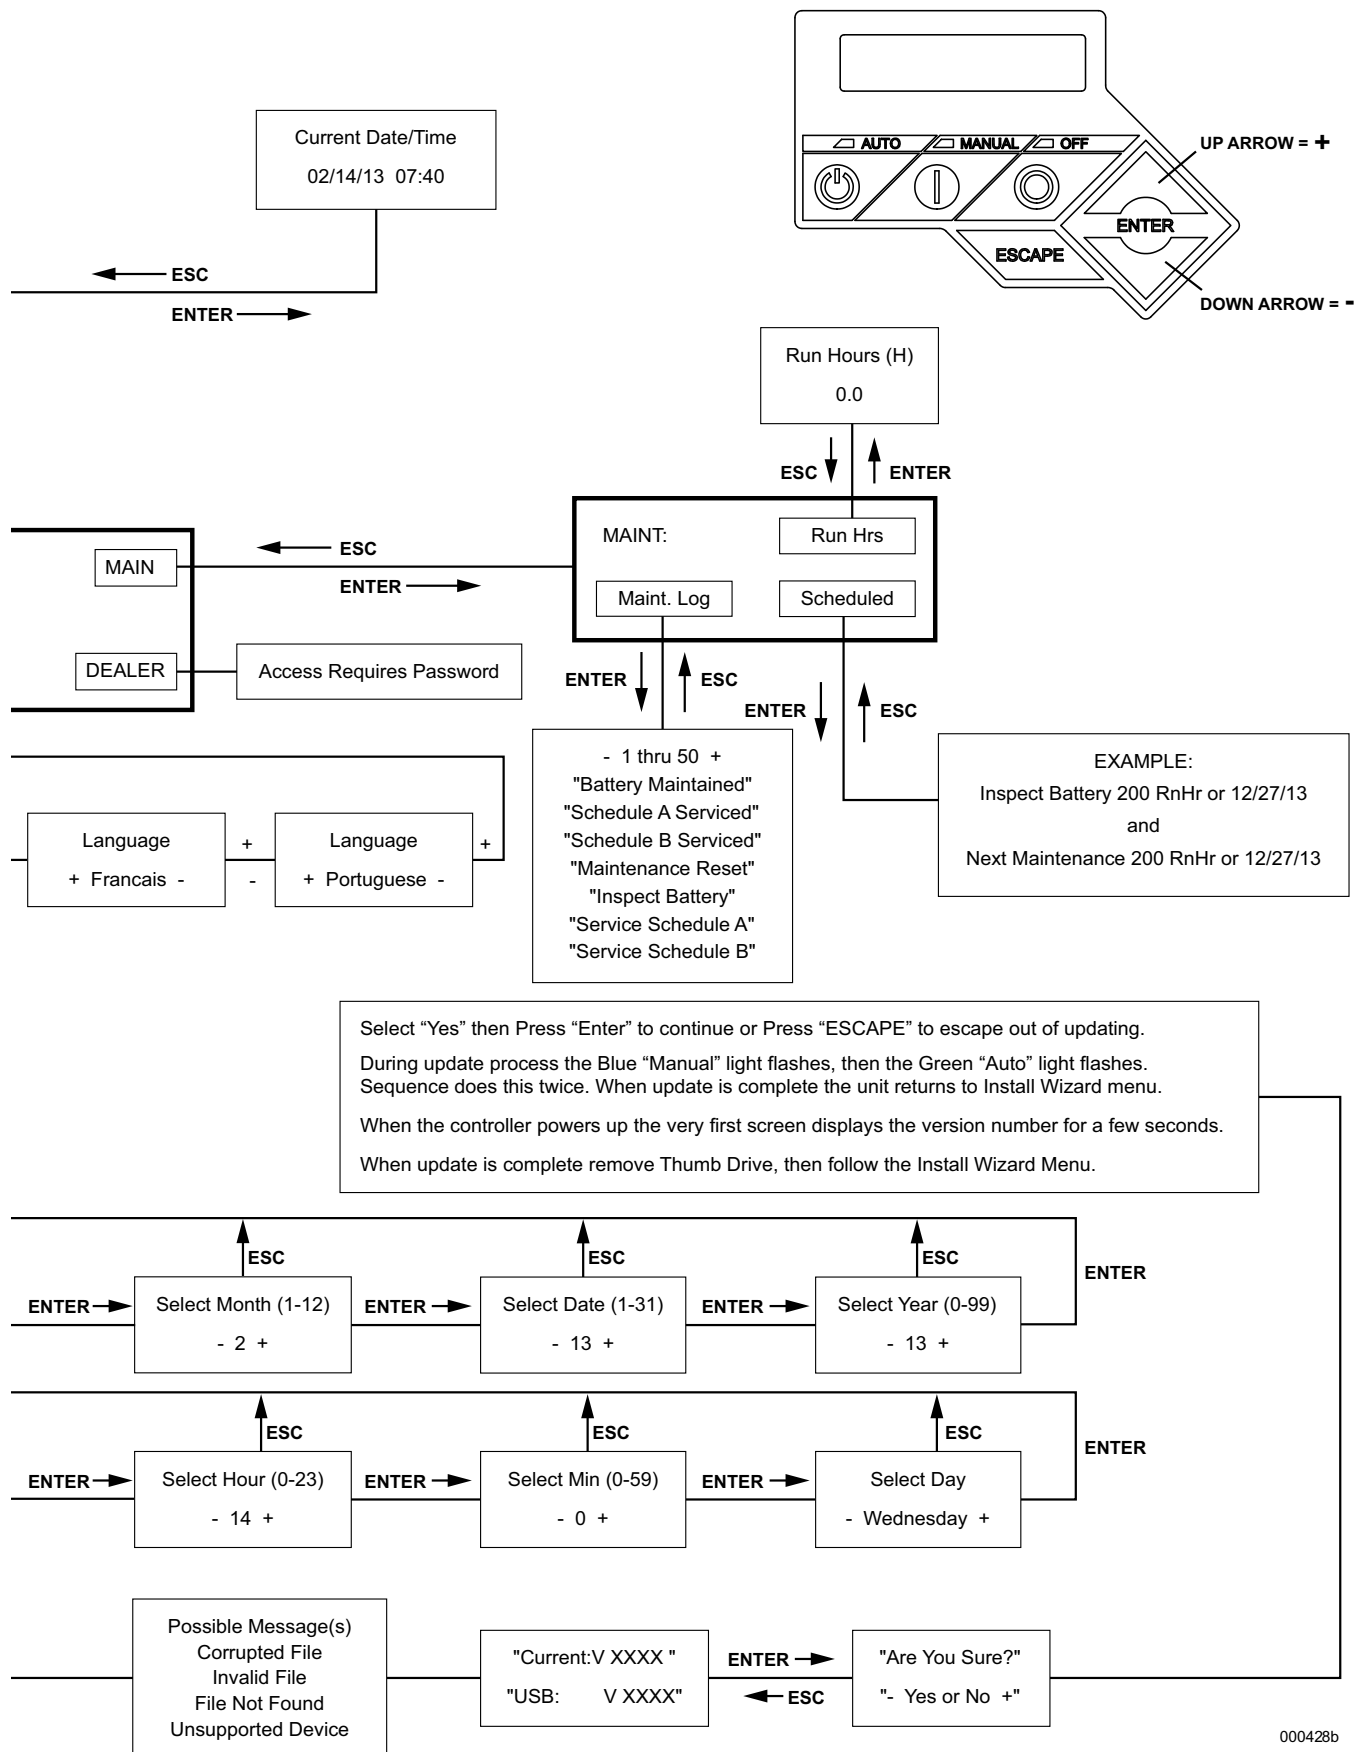 Current Date/Time
02/14/13 07:40
AUTO
MANUAL
OFF
UP ARROW = +
ENTER
ESCAPE
DOWN ARROW = -
ESC
ENTER
Run Hours (H)
0.0
ESC
ENTER
MAIN
ESC
ENTER
MAINT:
Run Hrs
Maint. Log
Scheduled
DEALER
Access Requires Password
ENTER
ESC
ENTER
ESC
- 1 thru 50 +
"Battery Maintained"
"Schedule A Serviced"
"Schedule B Serviced"
"Maintenance Reset"
"Inspect Battery"
"Service Schedule A"
"Service Schedule B"
EXAMPLE:
Inspect Battery 200 RnHr or 12/27/13
and
Next Maintenance 200 RnHr or 12/27/13
Language
+ Francais -
+
-
Language
+ Portuguese -
+
Select “Yes” then Press “Enter” to continue or Press “ESCAPE” to escape out of updating.
During update process the Blue “Manual” light flashes, then the Green “Auto” light flashes.
Sequence does this twice. When update is complete the unit returns to Install Wizard menu.
When the controller powers up the very first screen displays the version number for a few seconds.
When update is complete remove Thumb Drive, then follow the Install Wizard Menu.
ESC
ESC
ESC
ENTER
ENTER
Select Month (1-12)
- 2 +
ENTER
Select Date (1-31)
- 13 +
ENTER
Select Year (0-99)
- 13 +
ESC
ESC
ESC
ENTER
ENTER
Select Hour (0-23)
- 14 +
ENTER
Select Min (0-59)
- 0 +
ENTER
Select Day
- Wednesday +
Possible Message(s)
Corrupted File
Invalid File
File Not Found
Unsupported Device
"Current:V XXXX "
"USB: V XXXX"
ENTER
ESC
"Are You Sure?"
"- Yes or No +"
000428b